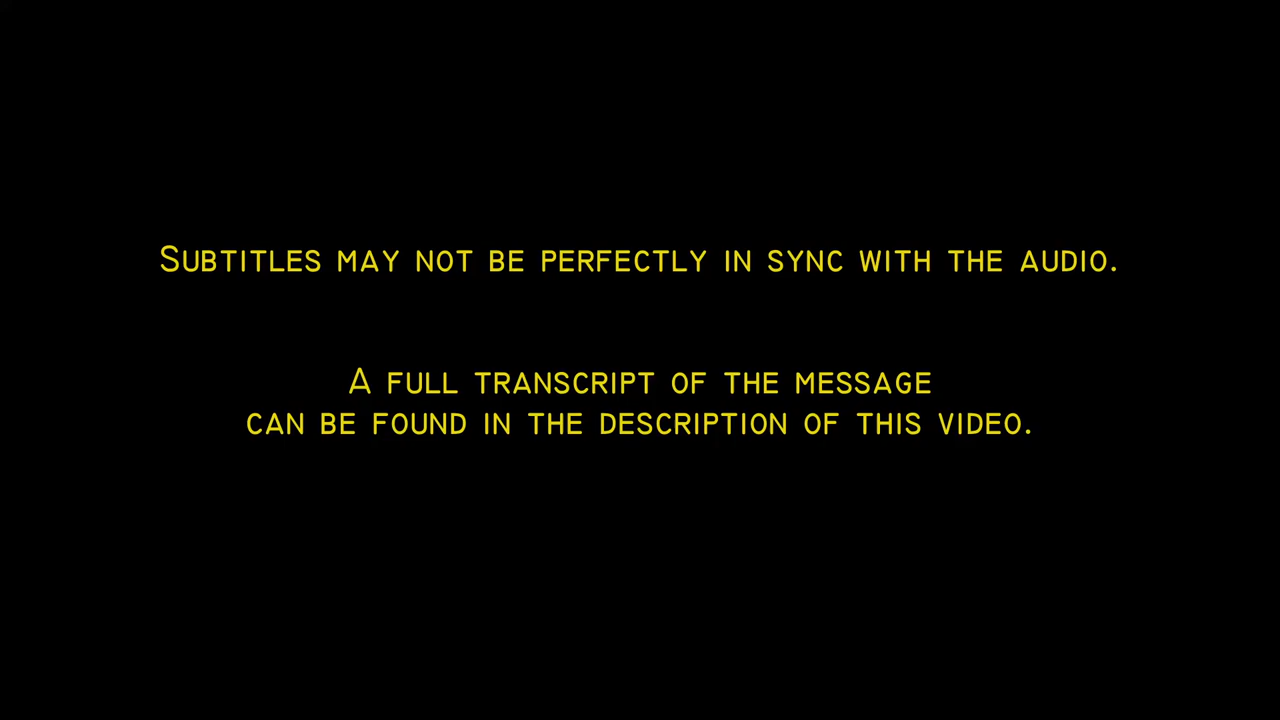 Subtitles may not be perfectly in sync with the audio.
A full transcript of the message
can be found in the description of this video.